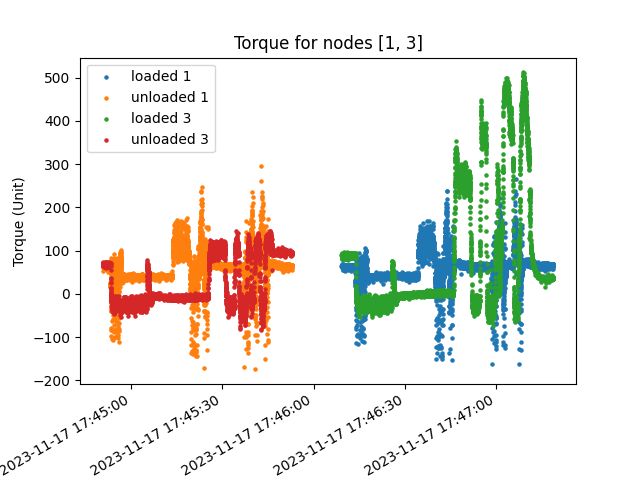 Torque for nodes [1, 3]
loaded 1
unloaded 1
loaded 3
unloaded 3
Torque (Unit)
500
400
300
200
100
0
−100
−200
2023-11-17 17:45:00
2023-11-17 17:45:30
2023-11-17 17:46:00
2023-11-17 17:46:30
2023-11-17 17:47:00